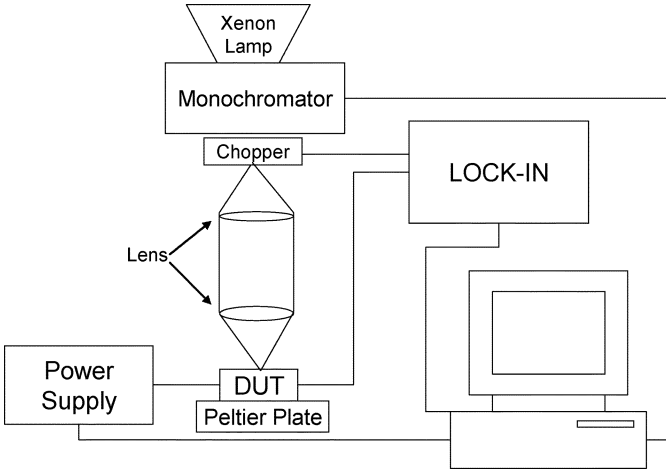 Xenon
Lamp
Monochromator
Chopper
LOCK-IN
Lens
Power
Supply
DUT
Peltier Plate